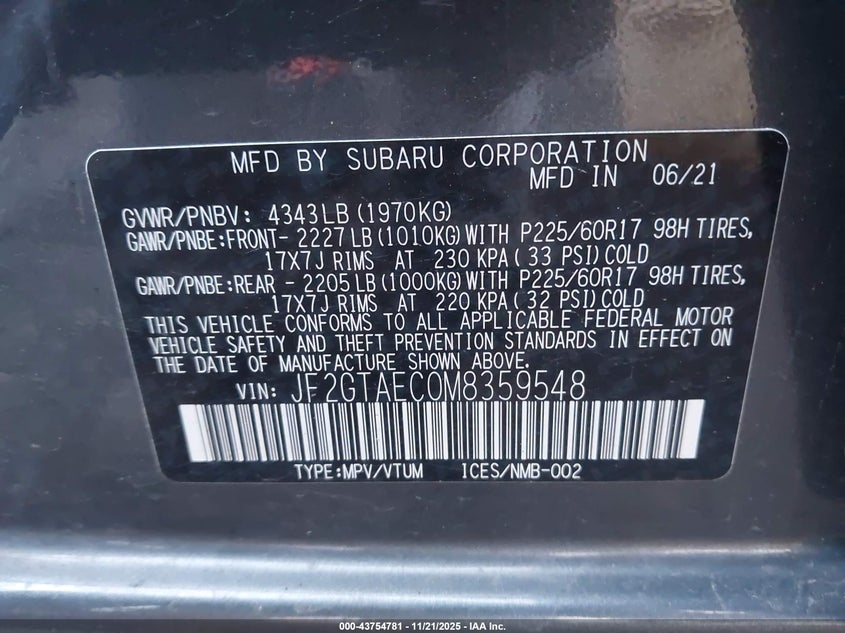 MFD BY SUBARU CORPORATION
MFD IN 06/21
GVWR/PNBV: 4343LB (1970KG)
GAWR/PNBE:FRONT- 2227LB (1010KG) WITH P225/60R17 98H TIRES,
17X7J RIMS AT 230 KPA ( 33 PSI) COLD
GAWR/PNBE:REAR - 2205LB (1000KG) WITH P225/60R17 98H TIRES,
17X7J RIMS AT 220 KPA ( 32 PSI) COLD
THIS VEHICLE CONFORMS TO ALL APPLICABLE FEDERAL MOTOR
VEHICLE SAFETY AND THEFT PREVENTION STANDARDS IN EFFECT ON
THE DATE OF MANUFACTURE SHOWN ABOVE.
VIN: JF2GTAEC0M8359548
TYPE:MPV/VTUM ICES/NMB-002
000-43754781 - 11/21/2025 - IAA Inc.